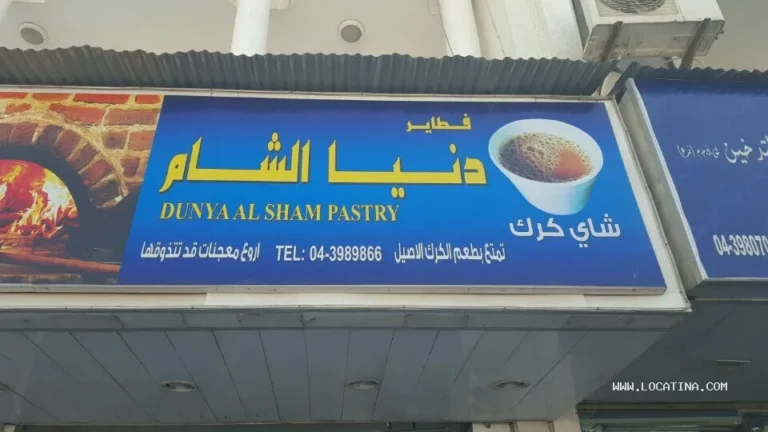 فطاير
دنيا الشام
DUNYA AL SHAM PASTRY
شاي كرك
تمتع بطعم الكرك الاصيل TEL: 04-3989866 اروع معجنات قد تتذوقها
04-39807
WWW.LOCATINA.COM